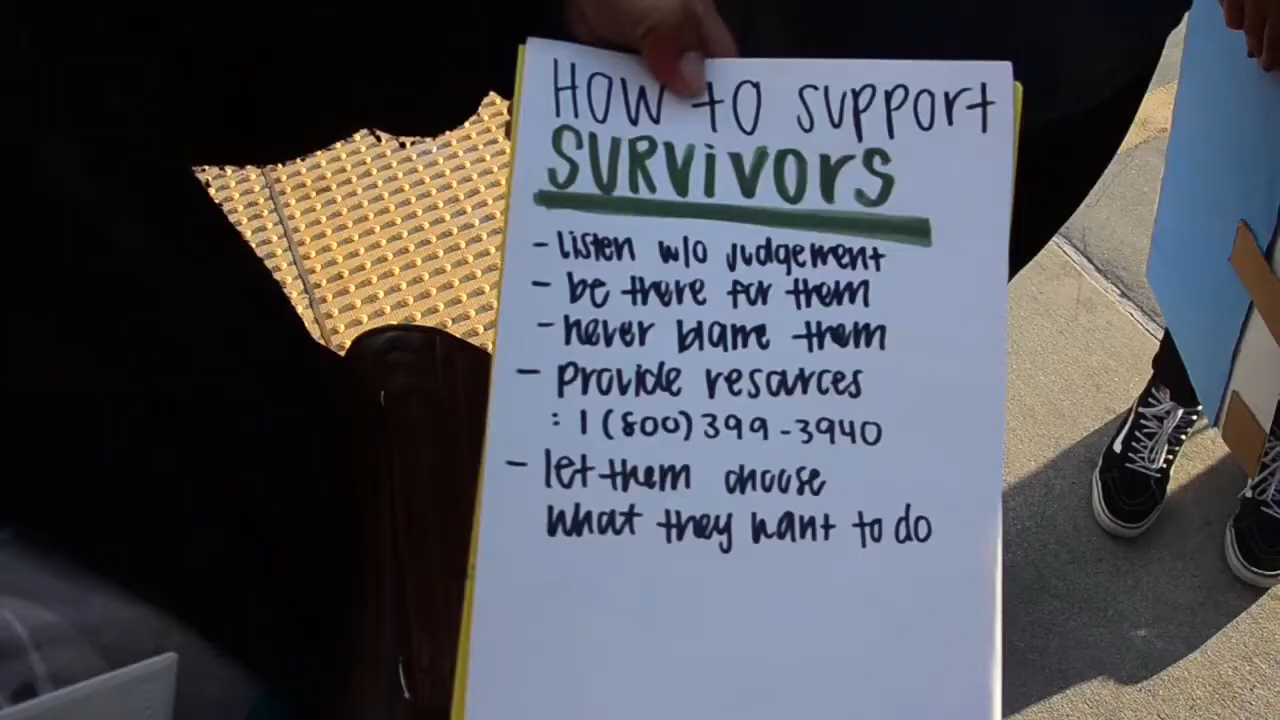 HOW to support
SURVIVORS
- listen w/o judgement
- be there for them
- never blame them
- provide resources
: 1 (800) 399-3940
- let them choose
what they want to do